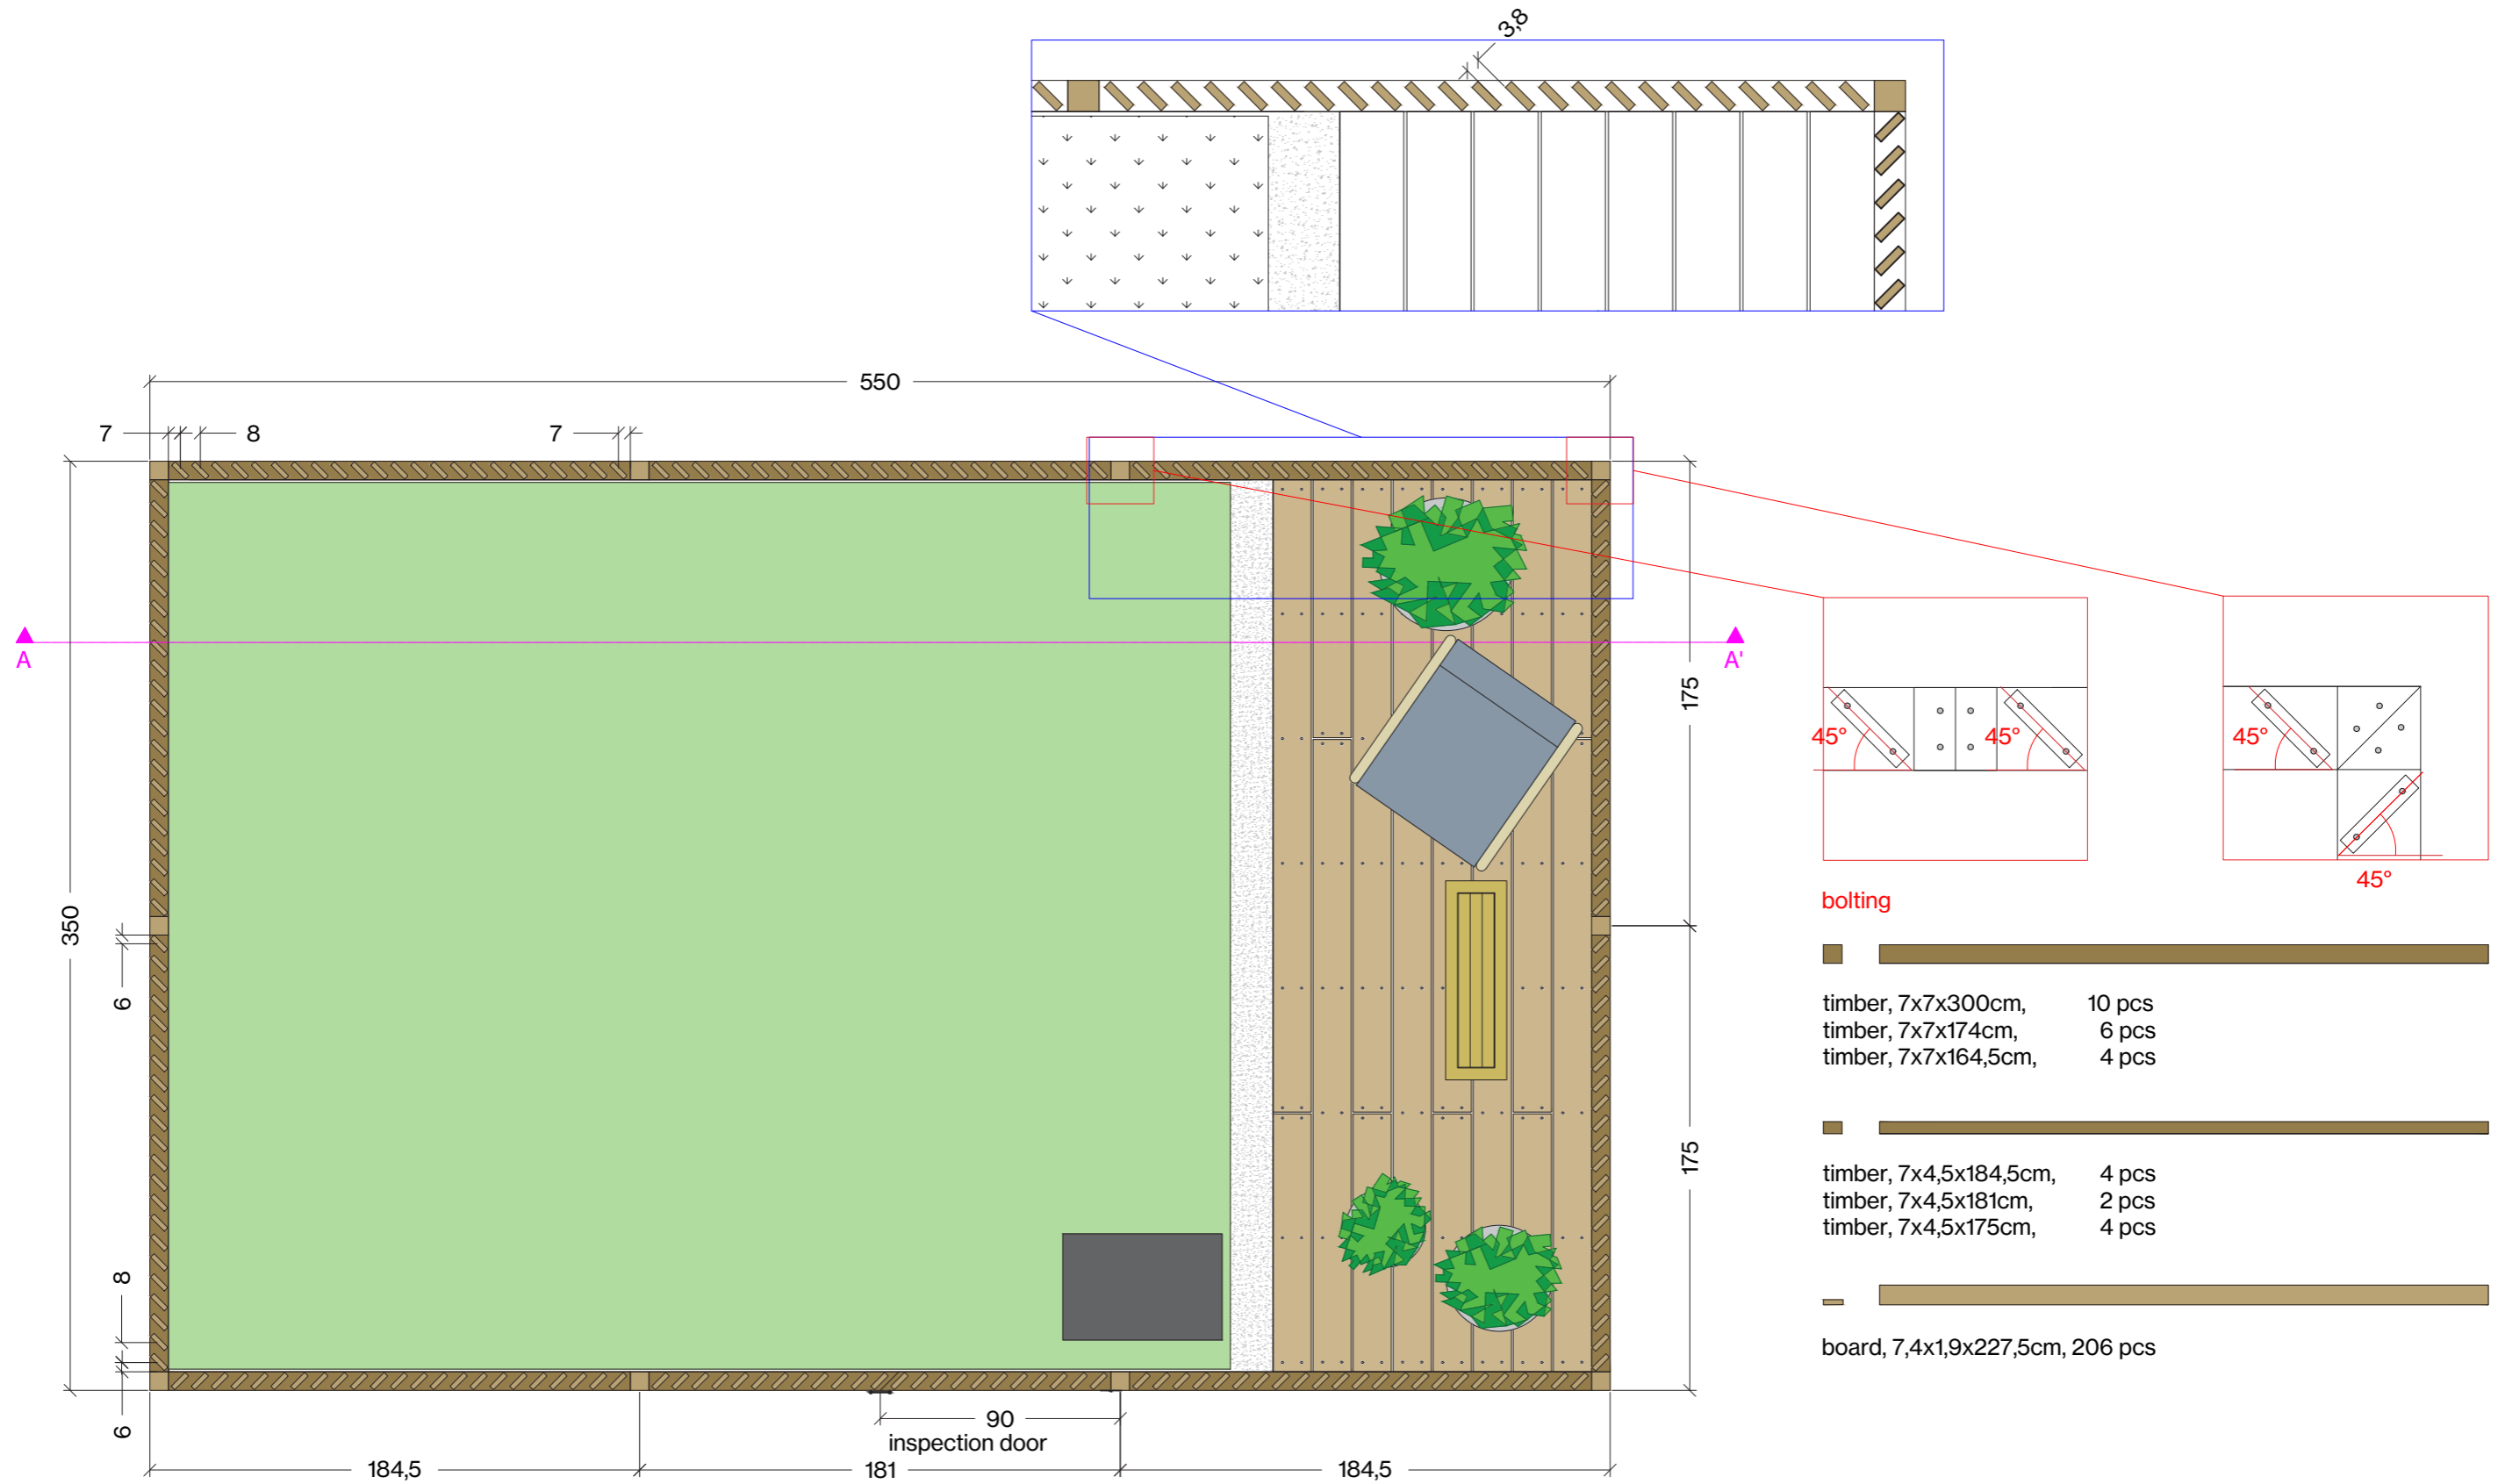 3,8
550
7
8
7
A
A'
175
350
6
175
8
6
90
inspection door
184,5
181
184,5
45°
45°
45°
45°
bolting
timber, 7x7x300cm, 10 pcs
timber, 7x7x174cm, 6 pcs
timber, 7x7x164,5cm, 4 pcs
timber, 7x4,5x184,5cm, 4 pcs
timber, 7x4,5x181cm, 2 pcs
timber, 7x4,5x175cm, 4 pcs
board, 7,4x1,9x227,5cm, 206 pcs